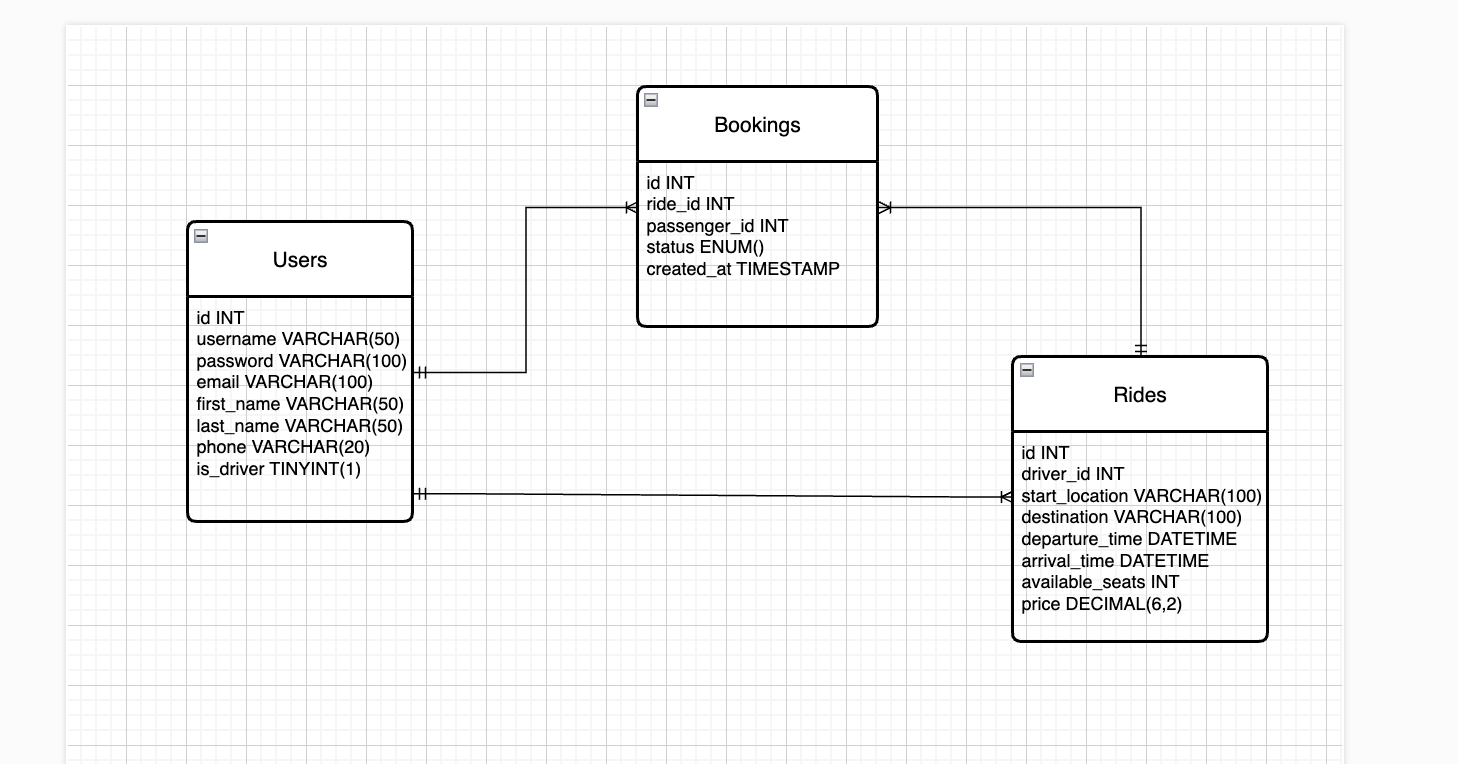 Bookings
id INT
ride_id INT
passenger_id INT
status ENUM()
created_at TIMESTAMP
Users
id INT
username VARCHAR(50)
password VARCHAR(100)
email VARCHAR(100)
first_name VARCHAR(50)
last_name VARCHAR(50)
phone VARCHAR(20)
is_driver TINYINT(1)
Rides
id INT
driver_id INT
start_location VARCHAR(100)
destination VARCHAR(100)
departure_time DATETIME
arrival_time DATETIME
available_seats INT
price DECIMAL(6,2)